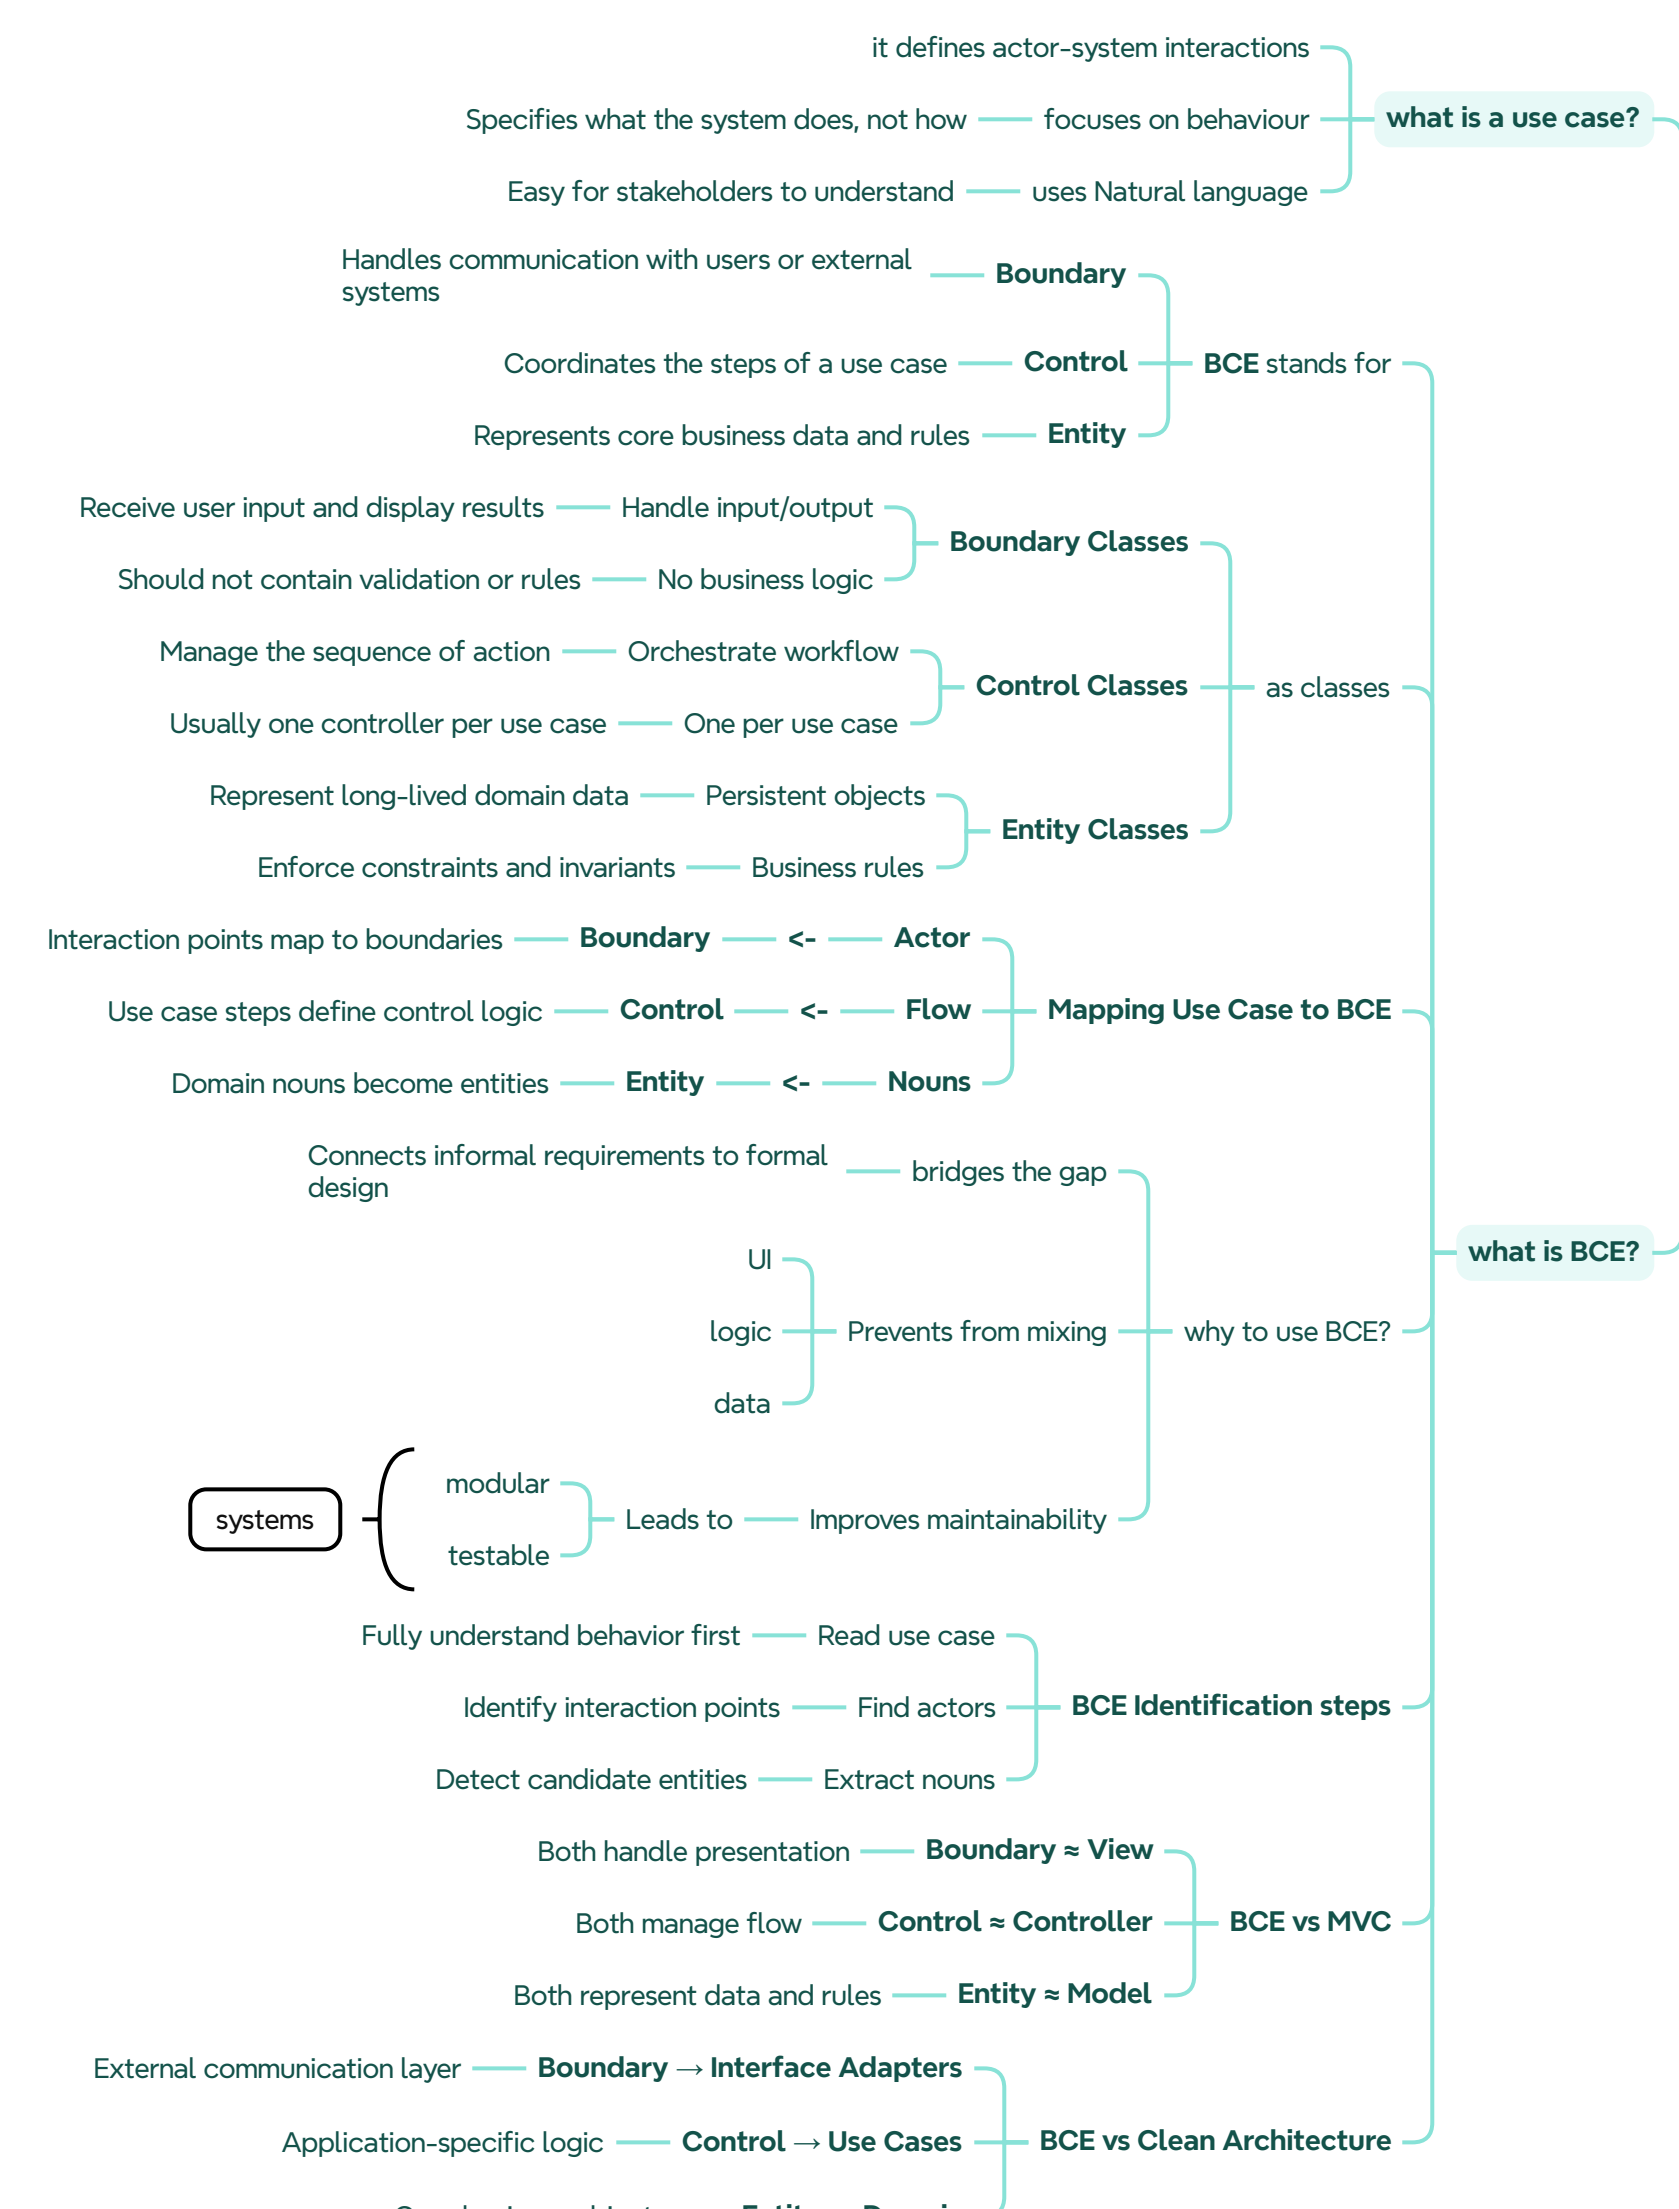 it defines actor-system interactions
Specifies what the system does, not how
focuses on behaviour
what is a use case?
Easy for stakeholders to understand
uses Natural language
Handles communication with users or external
systems
Boundary
Coordinates the steps of a use case
Control
BCE stands for
Represents core business data and rules
Entity
Receive user input and display results
Handle input/output
Boundary Classes
Should not contain validation or rules
No business logic
Manage the sequence of action
Orchestrate workflow
Control Classes
as classes
Usually one controller per use case
One per use case
Represent long-lived domain data
Persistent objects
Entity Classes
Enforce constraints and invariants
Business rules
Interaction points map to boundaries
Boundary
<-
Actor
Use case steps define control logic
Control
<-
Flow
Mapping Use Case to BCE
Domain nouns become entities
Entity
<-
Nouns
Connects informal requirements to formal
design
bridges the gap
UI
what is BCE?
logic
Prevents from mixing
why to use BCE?
data
modular
systems
Leads to
Improves maintainability
testable
Fully understand behavior first
Read use case
Identify interaction points
Find actors
BCE Identification steps
Detect candidate entities
Extract nouns
Both handle presentation
Boundary ≈ View
Both manage flow
Control ≈ Controller
BCE vs MVC
Both represent data and rules
Entity ≈ Model
External communication layer
Boundary → Interface Adapters
Application-specific logic
Control → Use Cases
BCE vs Clean Architecture